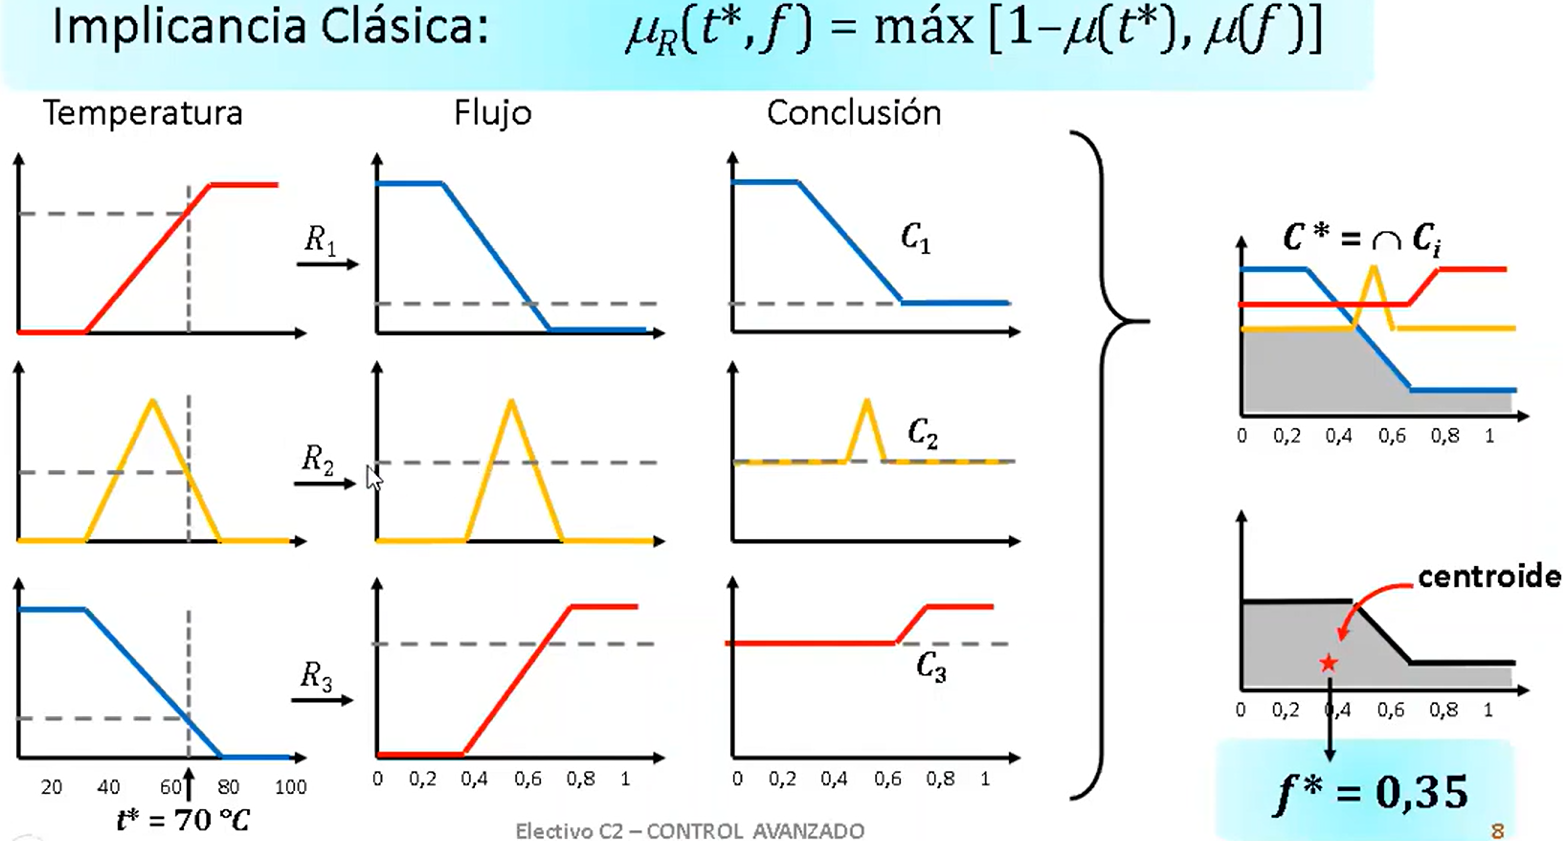 Implicancia Clásica: μR(t*, f) = máx [1–μ(t*), μ(f)]
Temperatura Flujo Conclusión
R1
C1
R2
C2
R3
C3
20 40 60 80 100
t* = 70 °C
0 0,2 0,4 0,6 0,8 1
0 0,2 0,4 0,6 0,8 1
C* = ∩ Ci
0 0,2 0,4 0,6 0,8 1
centroide
0 0,2 0,4 0,6 0,8 1
f* = 0,35
Electivo C2 – CONTROL AVANZADO
8